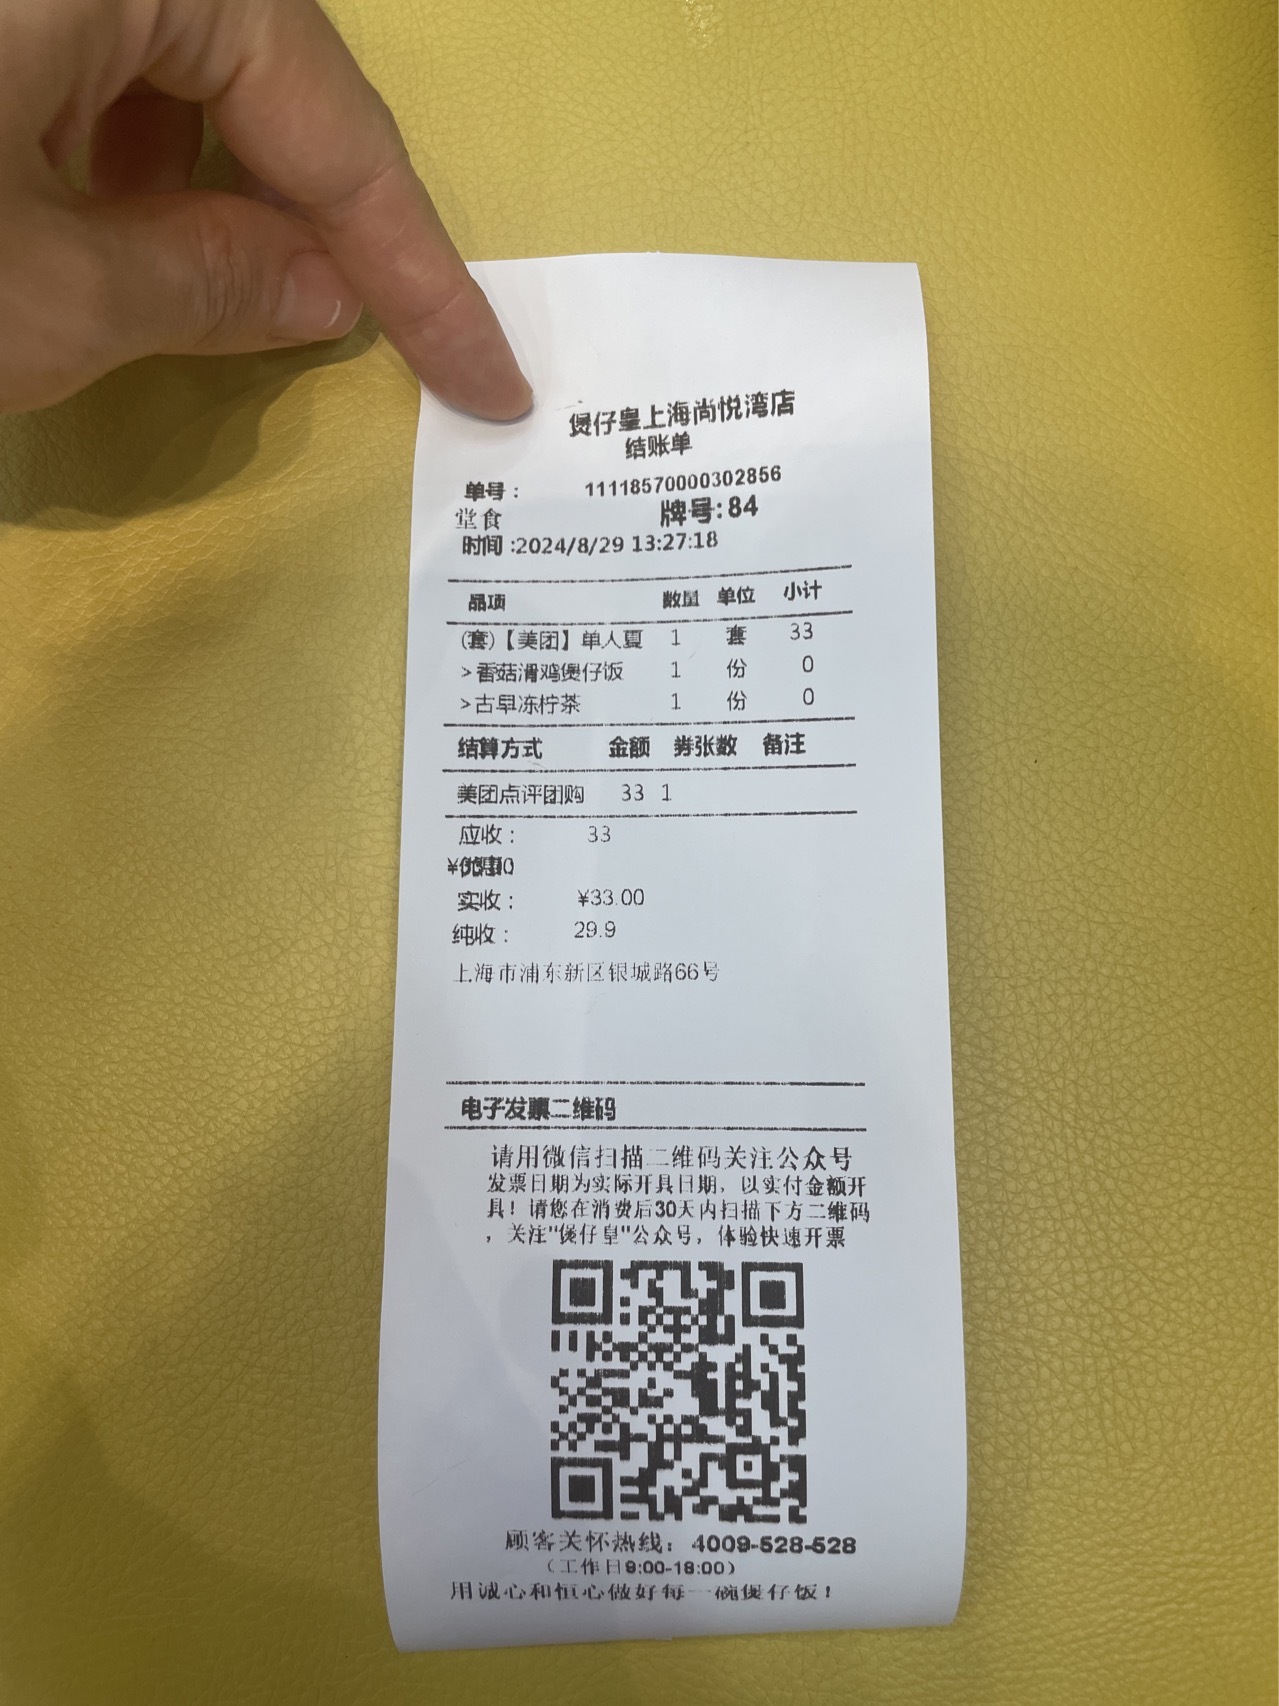 煲仔皇上海尚悦湾店
结账单
单号： 11118570000302856
堂食 牌号:84
时间 :2024/8/29 13:27:18
品项 数量 单位 小计
(套)【美团】单人夏 1 套 33
>香菇滑鸡煲仔饭 1 份 0
>古早冻柠茶 1 份 0
结算方式 金额 券张数 备注
美团点评团购 33 1
应收： 33
实收： ¥33.00
纯收： 29.9
上海市浦东新区银城路66号
电子发票二维码
请用微信扫描二维码关注公众号
发票日期为实际开具日期，以实付金额开
具！请您在消费后30天内扫描下方二维码
，关注"煲仔皇"公众号，体验快速开票
顾客关怀热线：4009-528-528
（工作日9:00-18:00）
用诚心和恒心做好每一碗煲仔饭！